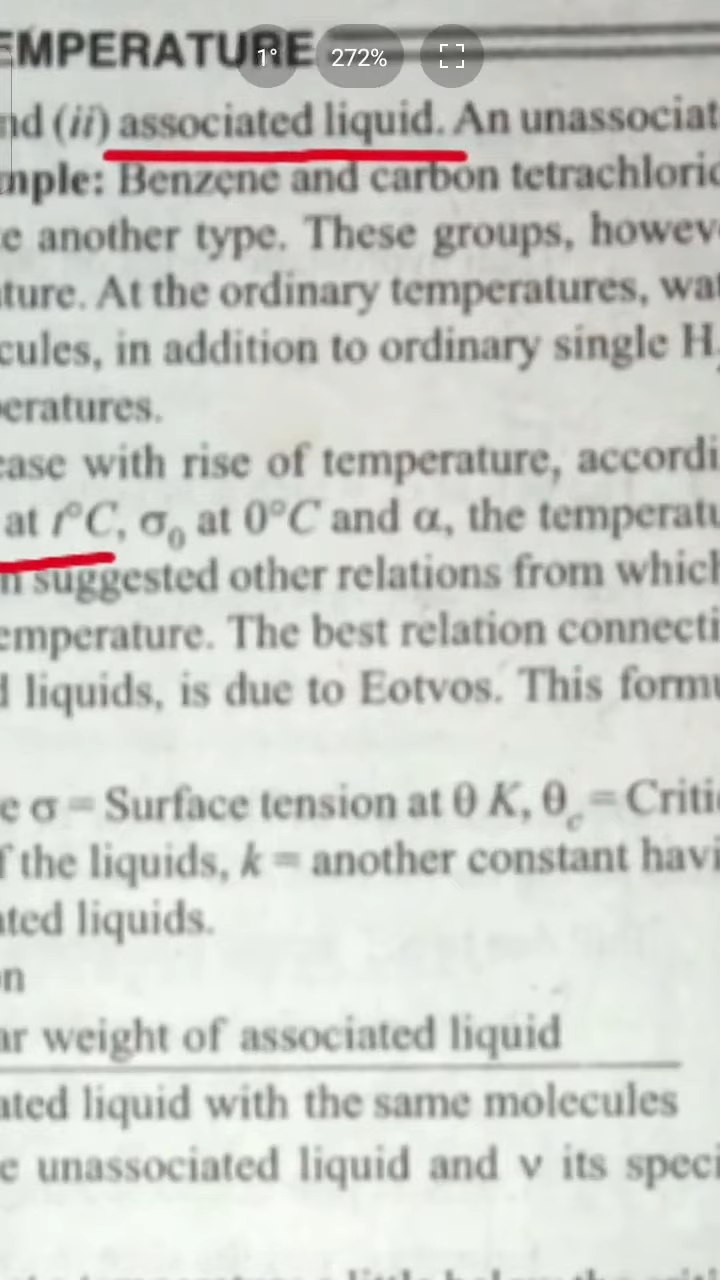 EMPERATURE
1° 272%
nd (ii) associated liquid. An unassociat
mple: Benzene and carbon tetrachloric
e another type. These groups, howev
ture. At the ordinary temperatures, wat
cules, in addition to ordinary single H
eratures.
ease with rise of temperature, accordi
at t°C, σ₀ at 0°C and α, the temperatu
n suggested other relations from which
emperature. The best relation connecti
d liquids, is due to Eotvos. This formu
e σ = Surface tension at θ K, θc = Critic
f the liquids, k = another constant havi
ated liquids.
on
ar weight of associated liquid
ated liquid with the same molecules
e unassociated liquid and v its speci